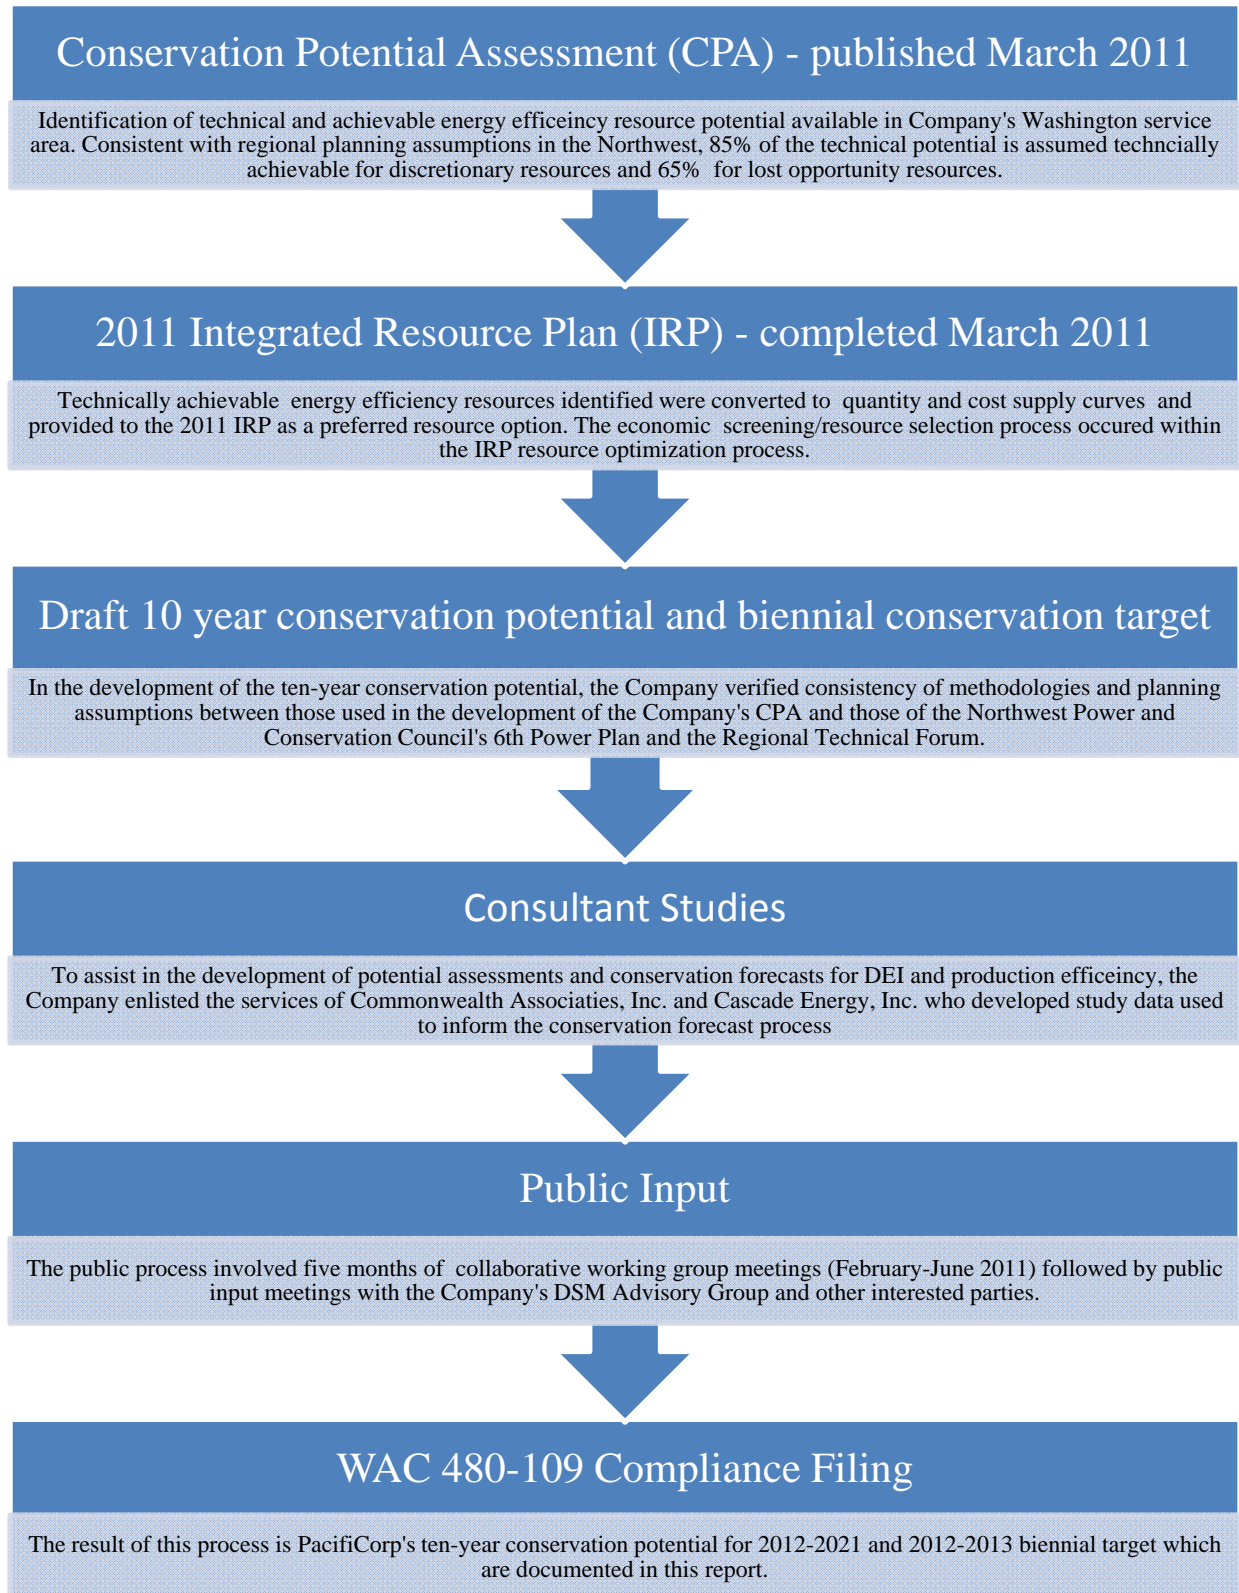 Conservation Potential Assessment (CPA) - published March 2011
Identification of technical and achievable energy efficeincy resource potential available in Company's Washington service
area. Consistent with regional planning assumptions in the Northwest, 85% of the technical potential is assumed techncially
achievable for discretionary resources and 65% for lost opportunity resources.
2011 Integrated Resource Plan (IRP) - completed March 2011
Technically achievable energy efficiency resources identified were converted to quantity and cost supply curves and
provided to the 2011 IRP as a preferred resource option. The economic screening/resource selection process occured within
the IRP resource optimization process.
Draft 10 year conservation potential and biennial conservation target
In the development of the ten-year conservation potential, the Company verified consistency of methodologies and planning
assumptions between those used in the development of the Company's CPA and those of the Northwest Power and
Conservation Council's 6th Power Plan and the Regional Technical Forum.
Consultant Studies
To assist in the development of potential assessments and conservation forecasts for DEI and production efficeincy, the
Company enlisted the services of Commonwealth Associaties, Inc. and Cascade Energy, Inc. who developed study data used
to inform the conservation forecast process
Public Input
The public process involved five months of collaborative working group meetings (February-June 2011) followed by public
input meetings with the Company's DSM Advisory Group and other interested parties.
WAC 480-109 Compliance Filing
The result of this process is PacifiCorp's ten-year conservation potential for 2012-2021 and 2012-2013 biennial target which
are documented in this report.